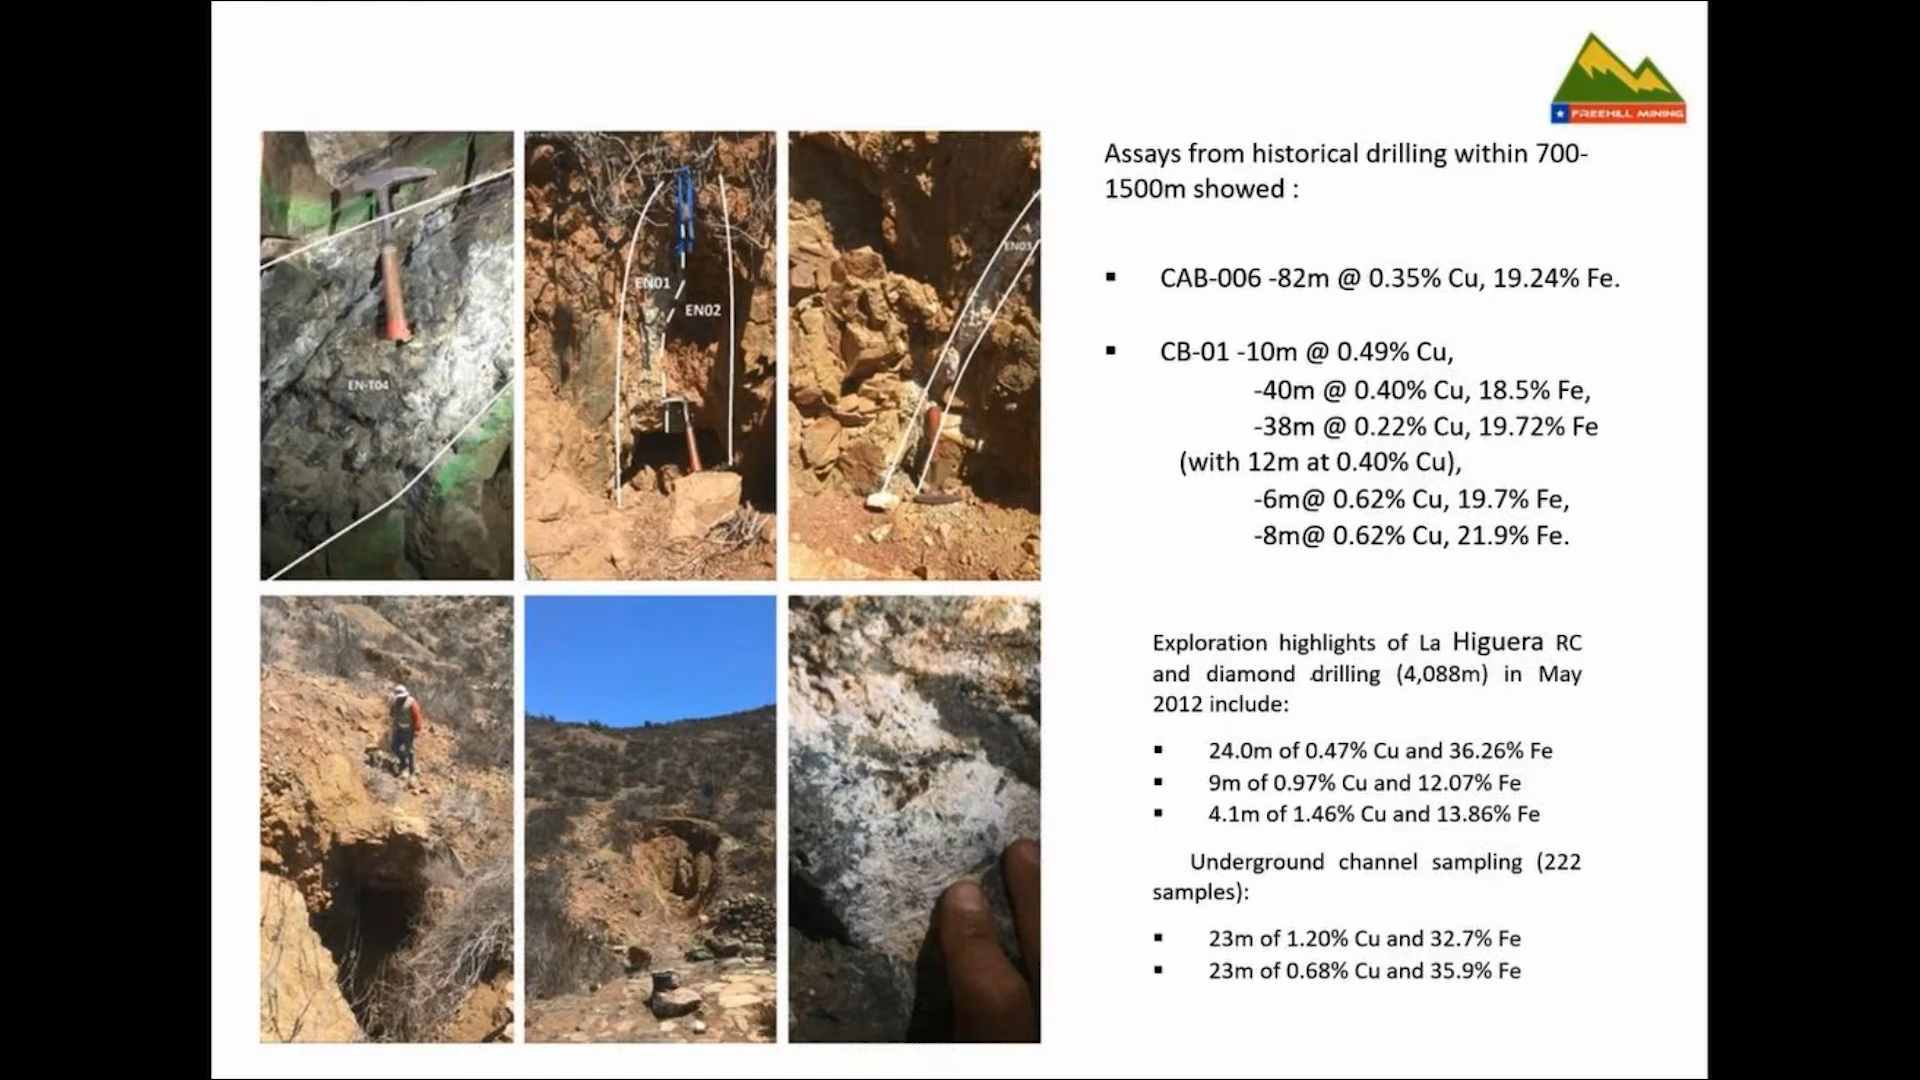 FREEHILL MINING
EN-T04
EN01
EN02
EN03
Assays from historical drilling within 700-
1500m showed :
▪ CAB-006 -82m @ 0.35% Cu, 19.24% Fe.
▪ CB-01 -10m @ 0.49% Cu,
-40m @ 0.40% Cu, 18.5% Fe,
-38m @ 0.22% Cu, 19.72% Fe
(with 12m at 0.40% Cu),
-6m@ 0.62% Cu, 19.7% Fe,
-8m@ 0.62% Cu, 21.9% Fe.
Exploration highlights of La Higuera RC
and diamond drilling (4,088m) in May
2012 include:
▪ 24.0m of 0.47% Cu and 36.26% Fe
▪ 9m of 0.97% Cu and 12.07% Fe
▪ 4.1m of 1.46% Cu and 13.86% Fe
Underground channel sampling (222
samples):
▪ 23m of 1.20% Cu and 32.7% Fe
▪ 23m of 0.68% Cu and 35.9% Fe